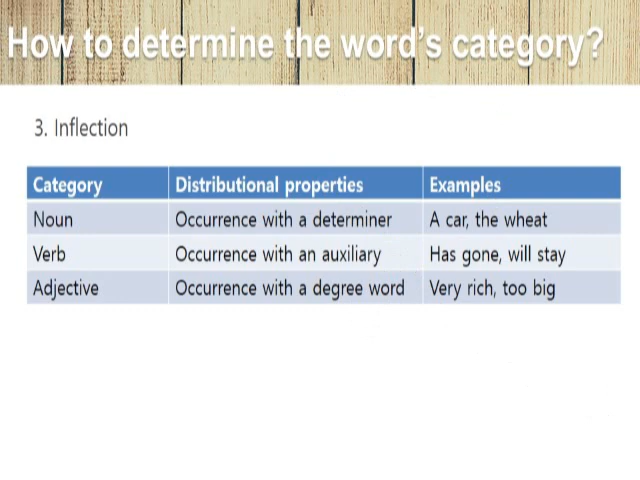 How to determine the word's category?
3. Inflection
Category Distributional properties Examples
Noun Occurrence with a determiner A car, the wheat
Verb Occurrence with an auxiliary Has gone, will stay
Adjective Occurrence with a degree word Very rich, too big